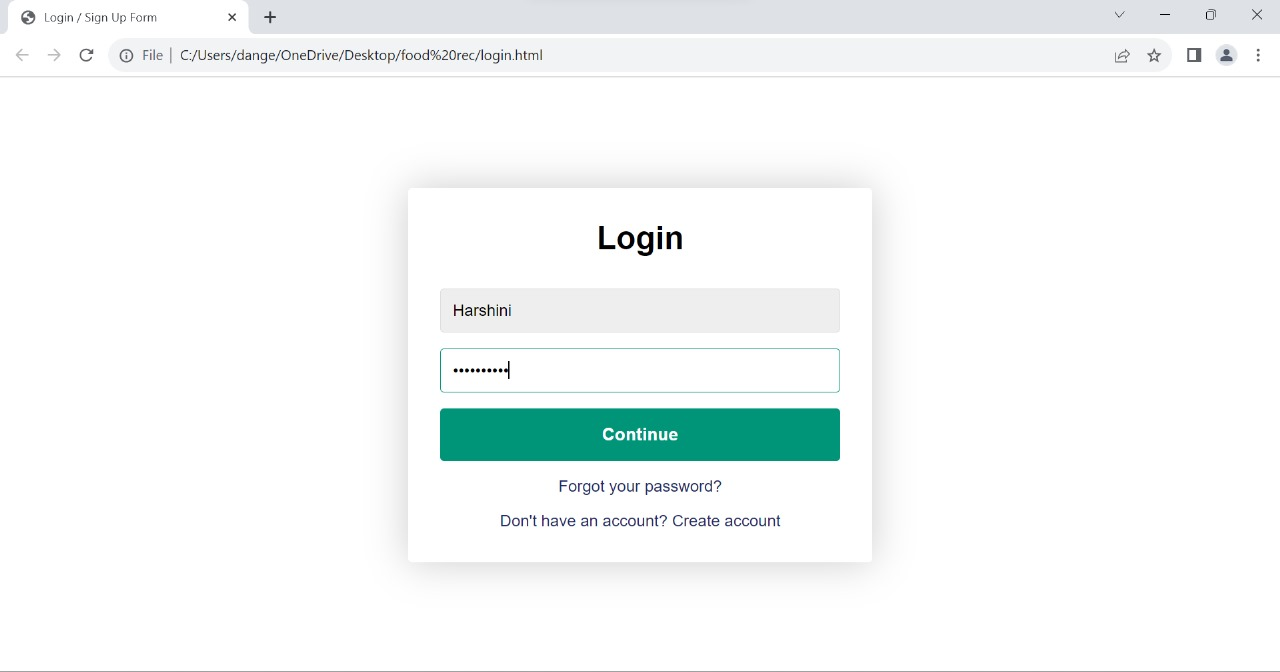 Login / Sign Up Form
File | C:/Users/dange/OneDrive/Desktop/food%20rec/login.html
Login
Harshini
••••••••••
Continue
Forgot your password?
Don't have an account? Create account